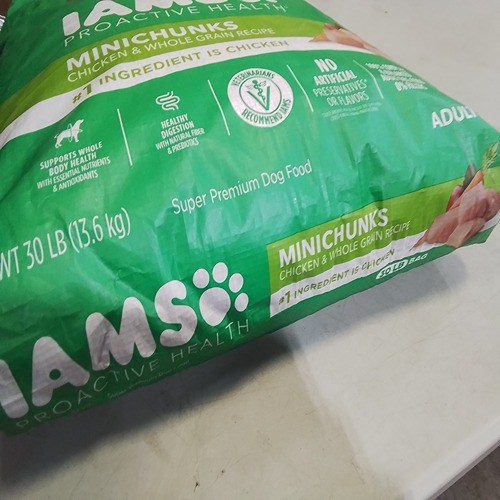 IAMS
PROACTIVE HEALTH
MINICHUNKS
CHICKEN & WHOLE GRAIN RECIPE
#1 INGREDIENT IS CHICKEN
SUPPORTS WHOLE
BODY HEALTH
WITH ESSENTIAL NUTRIENTS
& ANTIOXIDANTS
HEALTHY
DIGESTION
WITH NATURAL FIBER
& PREBIOTICS
VETERINARIANS
RECOMMEND IAMS
NO
ARTIFICIAL
PRESERVATIVES
OR FLAVORS
ADUL
Super Premium Dog Food
WT 30 LB (13.6 kg)
MINICHUNKS
CHICKEN & WHOLE GRAIN RECIPE
#1 INGREDIENT IS CHICKEN
30 LB BAG
IAMS
PROACTIVE HEALTH